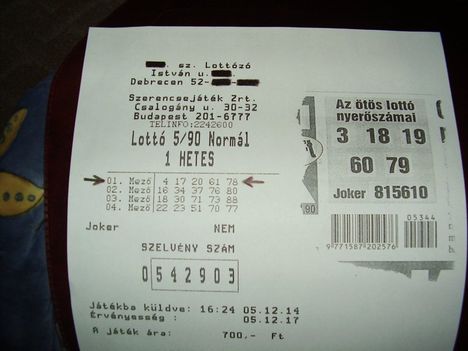 sz. Lottózó
István u.
Debrecen 52-
Szerencsejáték Zrt.
Csalogány u. 30-32
Budapest 201-6777
TELINFO:2242600
Lottó 5/90 Normál
1 HETES
01. Mező 4 17 20 61 78
02. Mező 16 34 37 76 80
03. Mező 18 30 71 73 88
04. Mező 22 23 51 70 77
Joker NEM
SZELVÉNY SZÁM
0542903
Játékba küldve: 16:24 05.12.14
Érvényesség : 05.12.17
A játék ára: 700,- Ft
Az ötös lottó
nyerőszámai
3 18 19
60 79
Joker 815610
90
05344
9 771587 202576